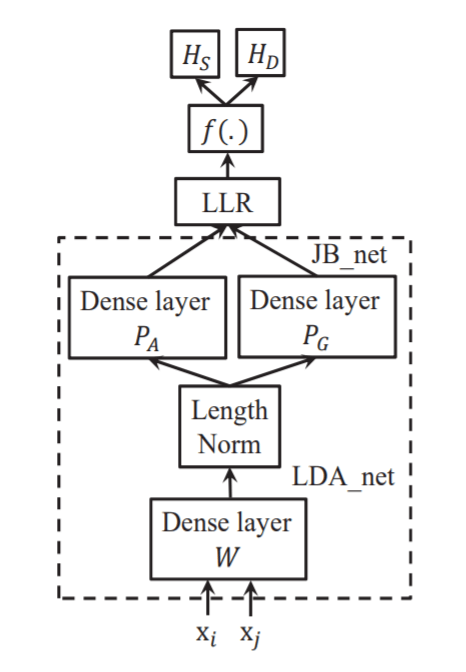 H_S H_D
f(.)
LLR
JB_net
Dense layer Dense layer
P_A P_G
Length
Norm
LDA_net
Dense layer
W
x_i x_j